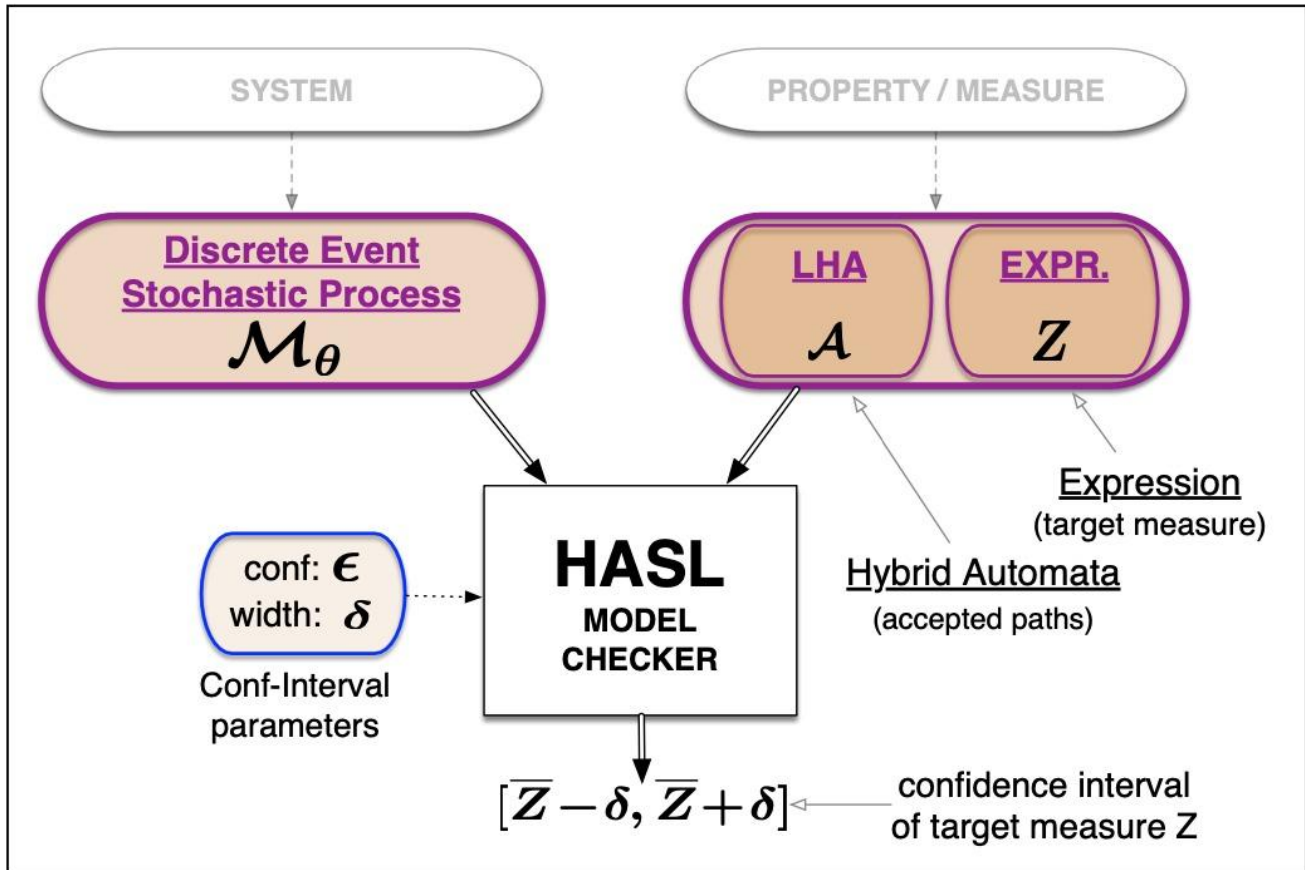 SYSTEM
PROPERTY / MEASURE
Discrete Event
Stochastic Process
ℳθ
LHA
𝒜
EXPR.
Z
Expression
(target measure)
Hybrid Automata
(accepted paths)
conf: ϵ
width: δ
Conf-Interval
parameters
HASL
MODEL
CHECKER
[Z̅ − δ, Z̅ + δ]
confidence interval
of target measure Z